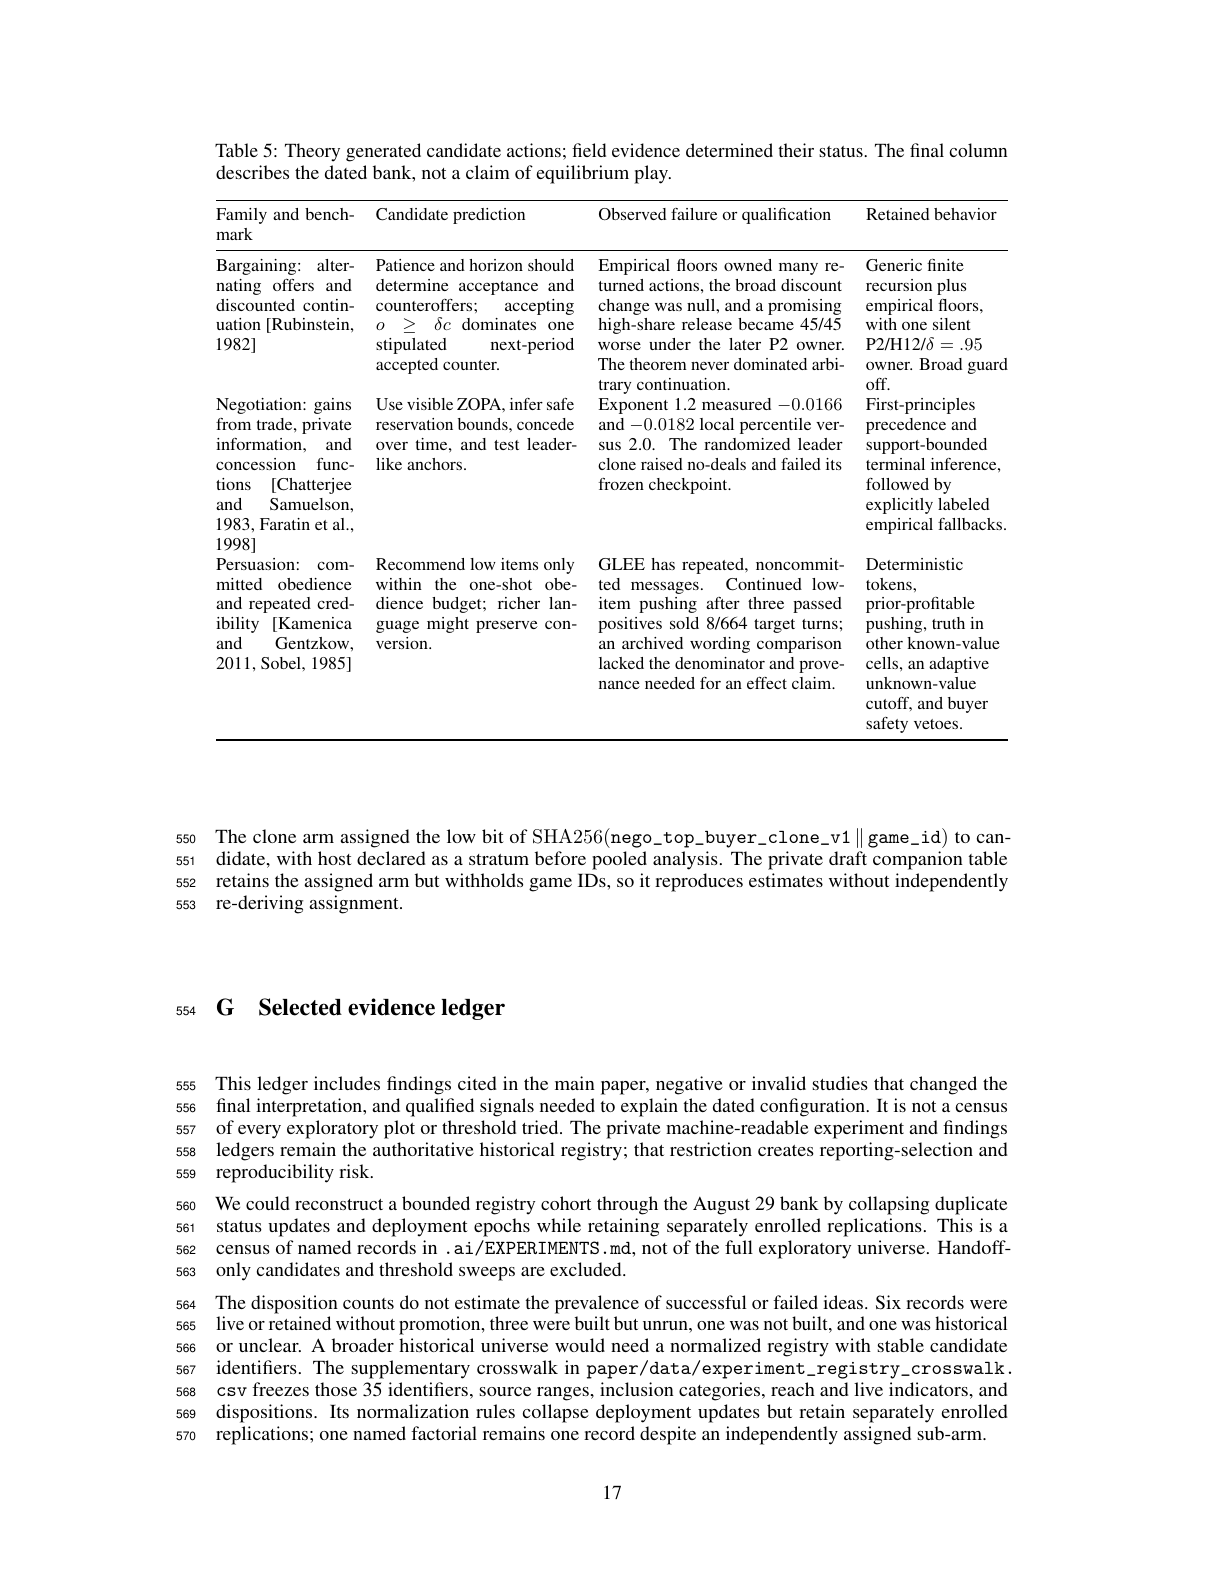 Table 5: Theory generated candidate actions; field evidence determined their status. The final column
describes the dated bank, not a claim of equilibrium play.
Family and bench-
mark
Candidate prediction
Observed failure or qualification
Retained behavior
Bargaining: alter-
nating offers and
discounted contin-
uation [Rubinstein,
1982]
Patience and horizon should
determine acceptance and
counteroffers; accepting
o ≥ δc dominates one
stipulated next-period
accepted counter.
Empirical floors owned many re-
turned actions, the broad discount
change was null, and a promising
high-share release became 45/45
worse under the later P2 owner.
The theorem never dominated arbi-
trary continuation.
Generic finite
recursion plus
empirical floors,
with one silent
P2/H12/δ = .95
owner. Broad guard
off.
Negotiation: gains
from trade, private
information, and
concession func-
tions [Chatterjee
and Samuelson,
1983, Faratin et al.,
1998]
Use visible ZOPA, infer safe
reservation bounds, concede
over time, and test leader-
like anchors.
Exponent 1.2 measured −0.0166
and −0.0182 local percentile ver-
sus 2.0. The randomized leader
clone raised no-deals and failed its
frozen checkpoint.
First-principles
precedence and
support-bounded
terminal inference,
followed by
explicitly labeled
empirical fallbacks.
Persuasion: com-
mitted obedience
and repeated cred-
ibility [Kamenica
and Gentzkow,
2011, Sobel, 1985]
Recommend low items only
within the one-shot obe-
dience budget; richer lan-
guage might preserve con-
version.
GLEE has repeated, noncommit-
ted messages. Continued low-
item pushing after three passed
positives sold 8/664 target turns;
an archived wording comparison
lacked the denominator and prove-
nance needed for an effect claim.
Deterministic
tokens,
prior-profitable
pushing, truth in
other known-value
cells, an adaptive
unknown-value
cutoff, and buyer
safety vetoes.
550 The clone arm assigned the low bit of SHA256(nego_top_buyer_clone_v1 ∥ game_id) to can-
551 didate, with host declared as a stratum before pooled analysis. The private draft companion table
552 retains the assigned arm but withholds game IDs, so it reproduces estimates without independently
553 re-deriving assignment.
554 G Selected evidence ledger
555 This ledger includes findings cited in the main paper, negative or invalid studies that changed the
556 final interpretation, and qualified signals needed to explain the dated configuration. It is not a census
557 of every exploratory plot or threshold tried. The private machine-readable experiment and findings
558 ledgers remain the authoritative historical registry; that restriction creates reporting-selection and
559 reproducibility risk.
560 We could reconstruct a bounded registry cohort through the August 29 bank by collapsing duplicate
561 status updates and deployment epochs while retaining separately enrolled replications. This is a
562 census of named records in .ai/EXPERIMENTS.md, not of the full exploratory universe. Handoff-
563 only candidates and threshold sweeps are excluded.
564 The disposition counts do not estimate the prevalence of successful or failed ideas. Six records were
565 live or retained without promotion, three were built but unrun, one was not built, and one was historical
566 or unclear. A broader historical universe would need a normalized registry with stable candidate
567 identifiers. The supplementary crosswalk in paper/data/experiment_registry_crosswalk.
568 csv freezes those 35 identifiers, source ranges, inclusion categories, reach and live indicators, and
569 dispositions. Its normalization rules collapse deployment updates but retain separately enrolled
570 replications; one named factorial remains one record despite an independently assigned sub-arm.
17